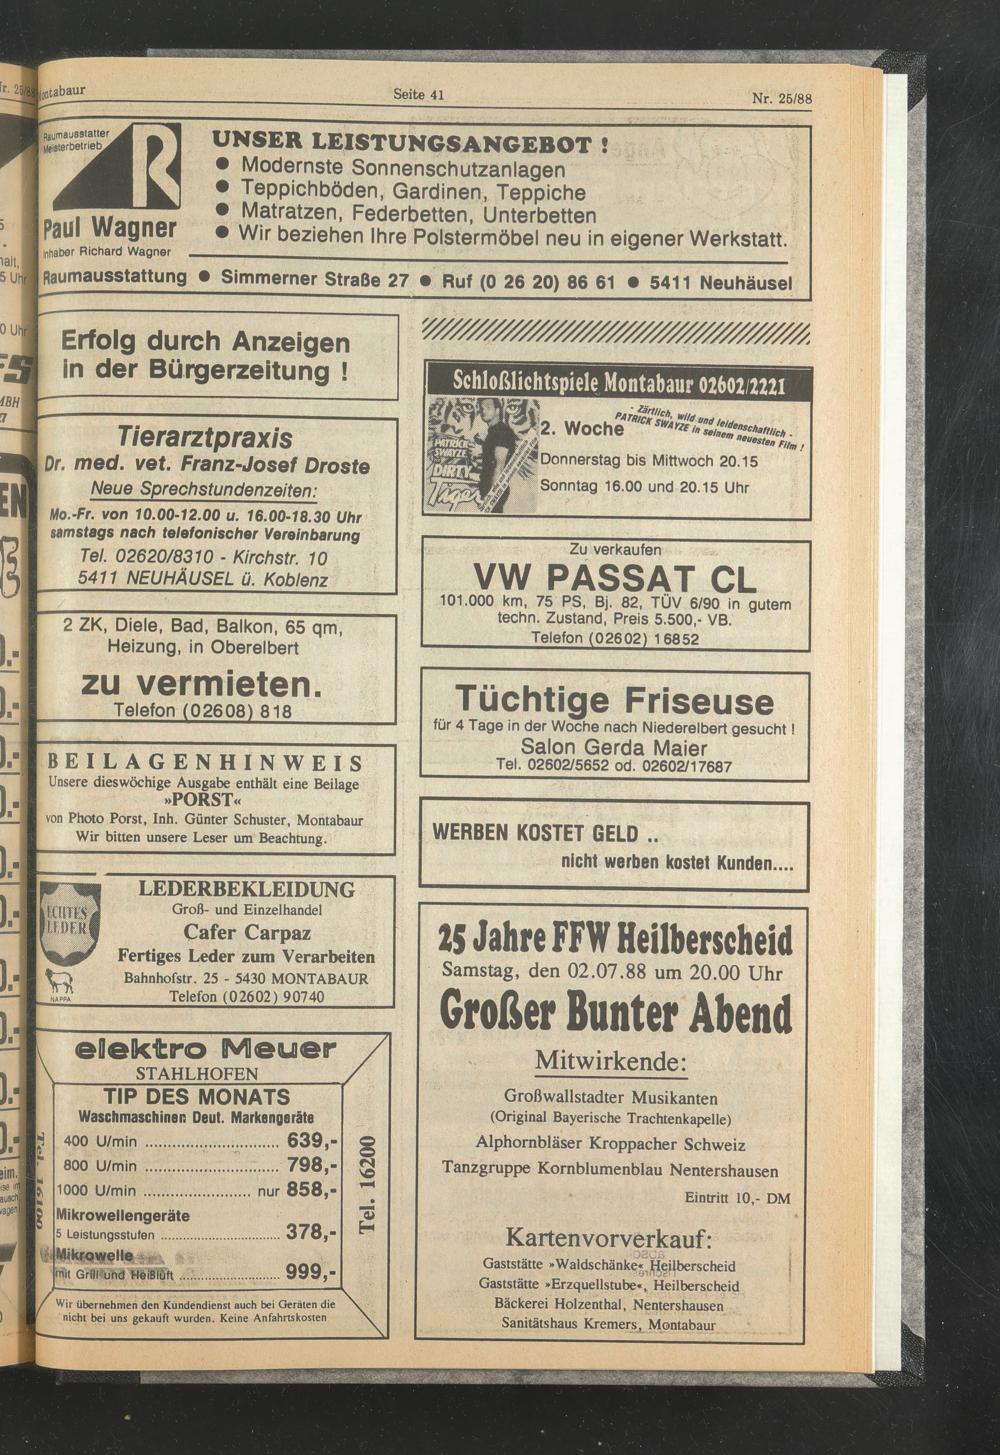 Montabaur
Seite 41
Nr. 25/88
Raumausstatter
Meisterbetrieb
R
Paul Wagner
Inhaber Richard Wagner
UNSER LEISTUNGSANGEBOT !
● Modernste Sonnenschutzanlagen
● Teppichböden, Gardinen, Teppiche
● Matratzen, Federbetten, Unterbetten
● Wir beziehen Ihre Polstermöbel neu in eigener Werkstatt.
Raumausstattung ● Simmerner Straße 27 ● Ruf (0 26 20) 86 61 ● 5411 Neuhäusel
Erfolg durch Anzeigen
in der Bürgerzeitung !
Tierarztpraxis
Dr. med. vet. Franz-Josef Droste
Neue Sprechstundenzeiten:
Mo.-Fr. von 10.00-12.00 u. 16.00-18.30 Uhr
samstags nach telefonischer Vereinbarung
Tel. 02620/8310 - Kirchstr. 10
5411 NEUHÄUSEL ü. Koblenz
2 ZK, Diele, Bad, Balkon, 65 qm,
Heizung, in Oberelbert
zu vermieten.
Telefon (02608) 818
BEILAGENHINWEIS
Unsere dieswöchige Ausgabe enthält eine Beilage
»PORST«
von Photo Porst, Inh. Günter Schuster, Montabaur
Wir bitten unsere Leser um Beachtung.
ECHTES
LEDER
NAPPA
LEDERBEKLEIDUNG
Groß- und Einzelhandel
Cafer Carpaz
Fertiges Leder zum Verarbeiten
Bahnhofstr. 25 - 5430 MONTABAUR
Telefon (02602) 90740
elektro Meuer
STAHLHOFEN
TIP DES MONATS
Waschmaschinen Deut. Markengeräte
400 U/min ............................ 639,-
800 U/min ............................ 798,-
1000 U/min ...................... nur 858,-
Mikrowellengeräte
5 Leistungsstufen ......................... 378,-
Mikrowelle
mit Grill und Heißluft ..................... 999,-
Tel. 16200
Tel. 16100
Wir übernehmen den Kundendienst auch bei Geräten die
nicht bei uns gekauft wurden. Keine Anfahrtskosten
Schloßlichtspiele Montabaur 02602/2221
PATRICK
SWAYZE
DIRTY
Tiger
2. Woche
- Zärtlich, wild und leidenschaftlich -
PATRICK SWAYZE in seinem neuesten Film !
Donnerstag bis Mittwoch 20.15
Sonntag 16.00 und 20.15 Uhr
Zu verkaufen
VW PASSAT CL
101.000 km, 75 PS, Bj. 82, TÜV 6/90 in gutem
techn. Zustand, Preis 5.500,- VB.
Telefon (02602) 16852
Tüchtige Friseuse
für 4 Tage in der Woche nach Niederelbert gesucht !
Salon Gerda Maier
Tel. 02602/5652 od. 02602/17687
WERBEN KOSTET GELD ..
nicht werben kostet Kunden....
25 Jahre FFW Heilberscheid
Samstag, den 02.07.88 um 20.00 Uhr
Großer Bunter Abend
Mitwirkende:
Großwallstadter Musikanten
(Original Bayerische Trachtenkapelle)
Alphornbläser Kroppacher Schweiz
Tanzgruppe Kornblumenblau Nentershausen
Eintritt 10,- DM
Kartenvorverkauf:
Gaststätte »Waldschänke« Heilberscheid
Gaststätte »Erzquellstube«, Heilberscheid
Bäckerei Holzenthal, Nentershausen
Sanitätshaus Kremers, Montabaur